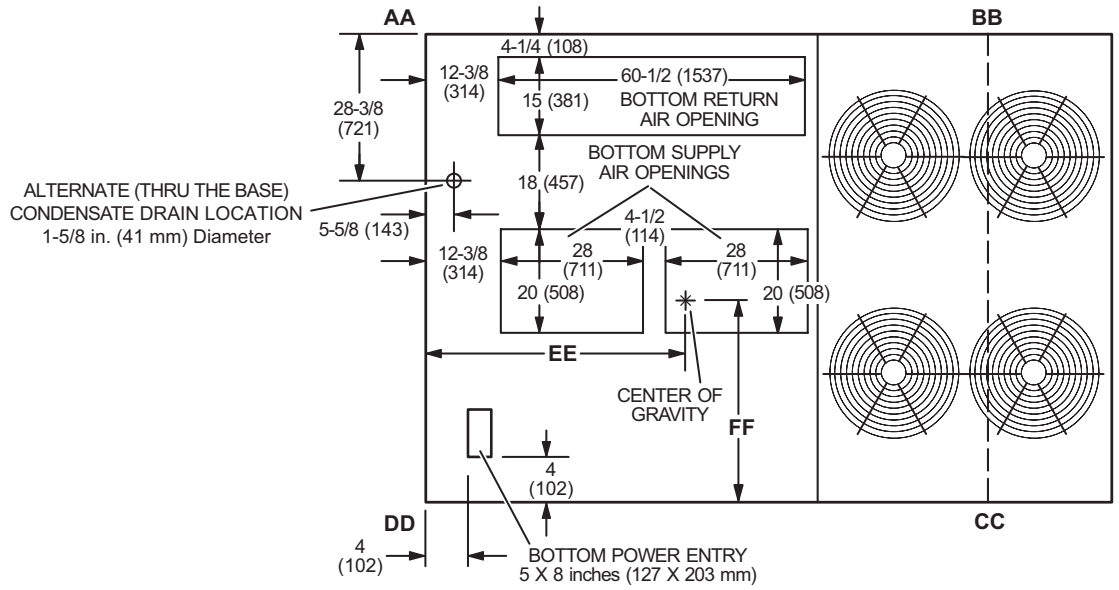 AA
BB
4-1/4 (108)
12-3/8
(314)
60-1/2 (1537)
15 (381)
BOTTOM RETURN
AIR OPENING
28-3/8
(721)
BOTTOM SUPPLY
AIR OPENINGS
18 (457)
ALTERNATE (THRU THE BASE)
CONDENSATE DRAIN LOCATION
1-5/8 in. (41 mm) Diameter
5-5/8 (143)
4-1/2
(114)
12-3/8
(314)
28
(711)
28
(711)
20 (508)
20 (508)
EE
CENTER OF
GRAVITY
FF
4
(102)
DD
CC
4
(102)
BOTTOM POWER ENTRY
5 X 8 inches (127 X 203 mm)